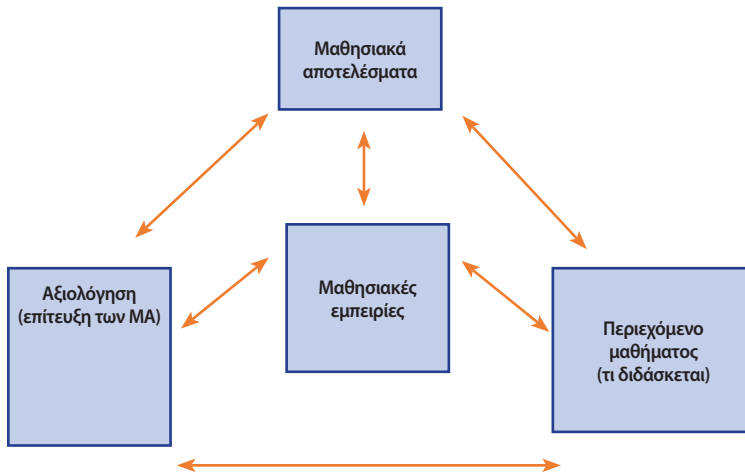 Μαθησιακά
αποτελέσματα
Αξιολόγηση
(επίτευξη των ΜΑ)
Μαθησιακές
εμπειρίες
Περιεχόμενο
μαθήματος
(τι διδάσκεται)